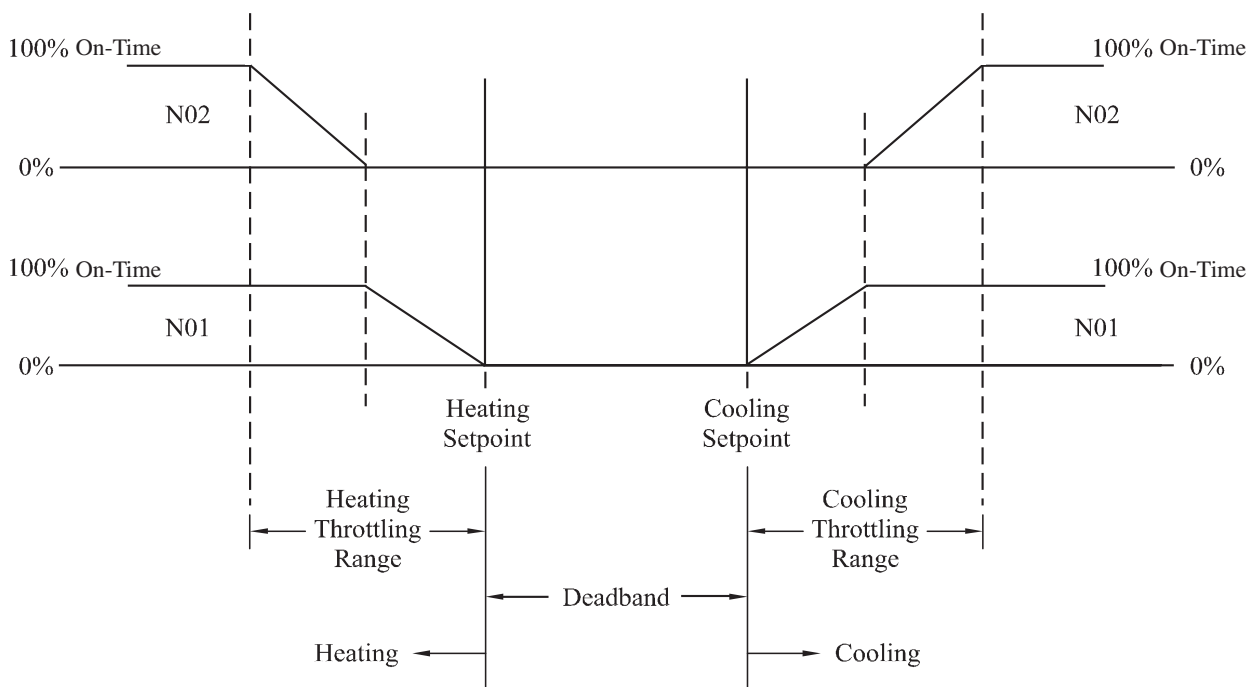 100% On-Time
100% On-Time
N02
N02
0%
0%
100% On-Time
100% On-Time
N01
N01
0%
0%
Heating
Setpoint
Cooling
Setpoint
Heating
Throttling
Range
Cooling
Throttling
Range
Deadband
Heating
Cooling